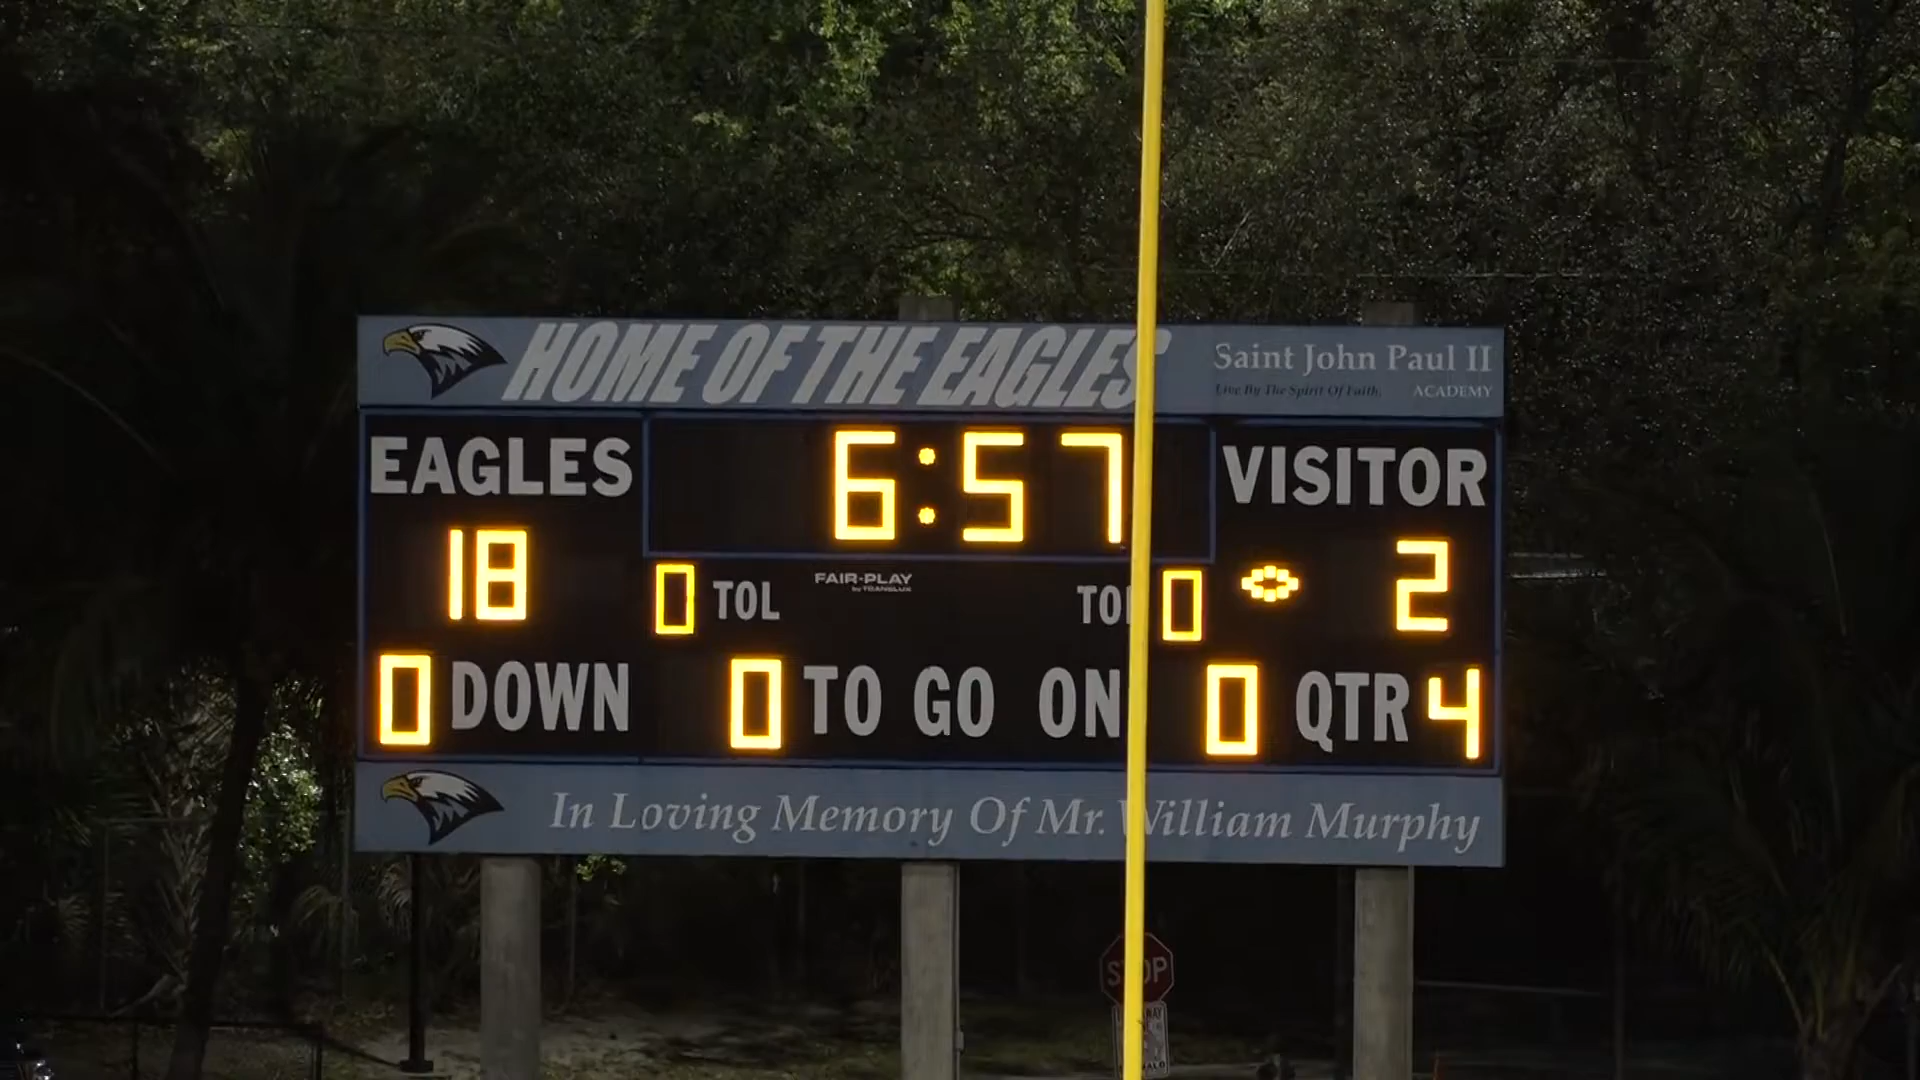 HOME OF THE EAGLES
Saint John Paul II
Live By The Spirit Of Faith.
ACADEMY
EAGLES
6:57
VISITOR
18
0 TOL
FAIR-PLAY
by TRANSLUX
0
2
0 DOWN
0 TO GO ON
0
QTR 4
In Loving Memory Of Mr. William Murphy
STOP